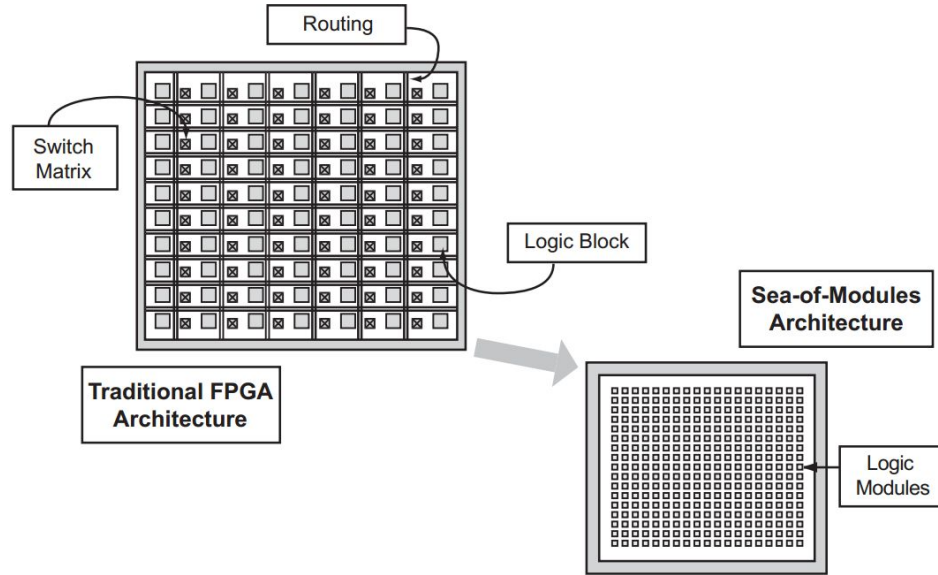 Routing
Switch
Matrix
Logic Block
Sea-of-Modules
Architecture
Traditional FPGA
Architecture
Logic
Modules